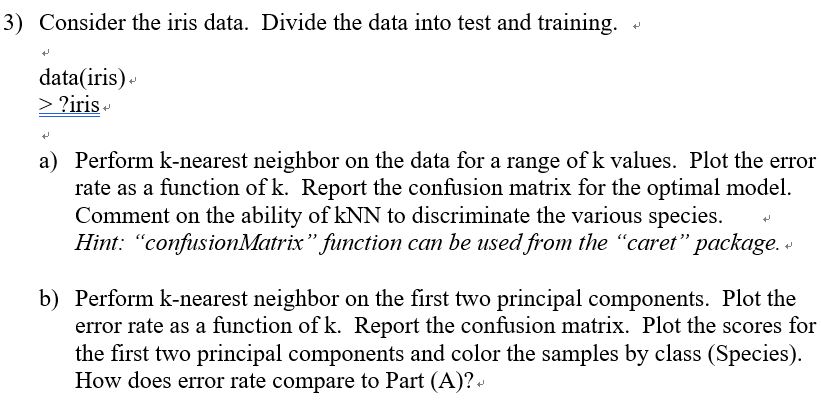 3) Consider the iris data. Divide the data into test and training.
data(iris)
> ?iris
a) Perform k-nearest neighbor on the data for a range of k values. Plot the error
rate as a function of k. Report the confusion matrix for the optimal model.
Comment on the ability of kNN to discriminate the various species.
Hint: “confusionMatrix” function can be used from the “caret” package.
b) Perform k-nearest neighbor on the first two principal components. Plot the
error rate as a function of k. Report the confusion matrix. Plot the scores for
the first two principal components and color the samples by class (Species).
How does error rate compare to Part (A)?